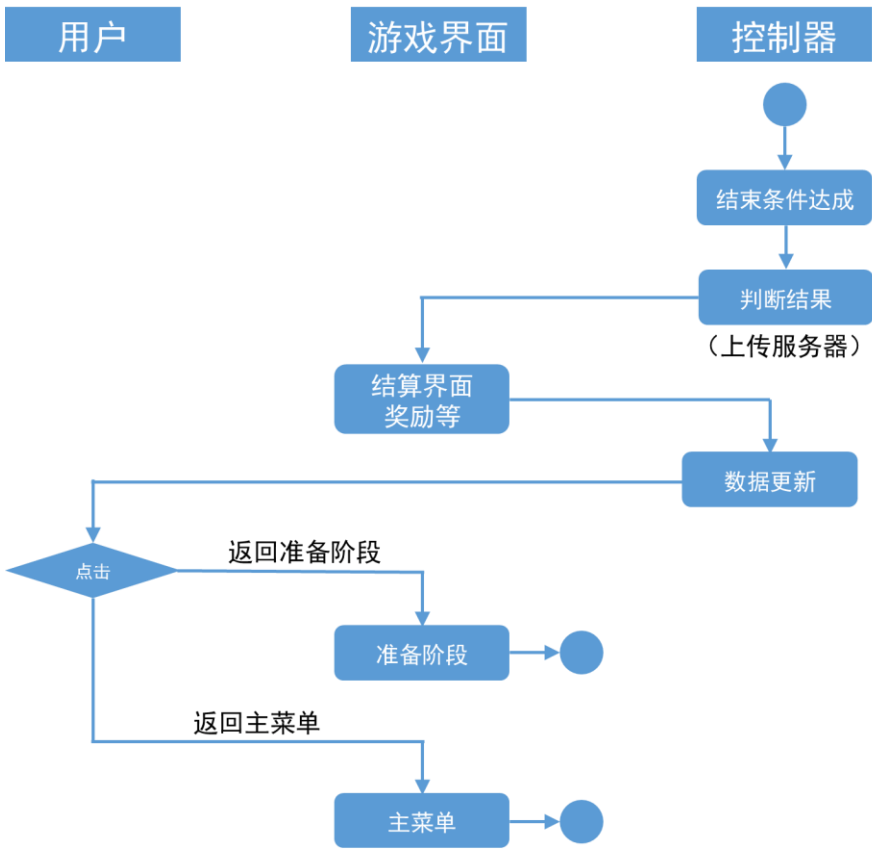 用户
游戏界面
控制器
结束条件达成
判断结果
（上传服务器）
结算界面
奖励等
数据更新
点击
返回准备阶段
准备阶段
返回主菜单
主菜单